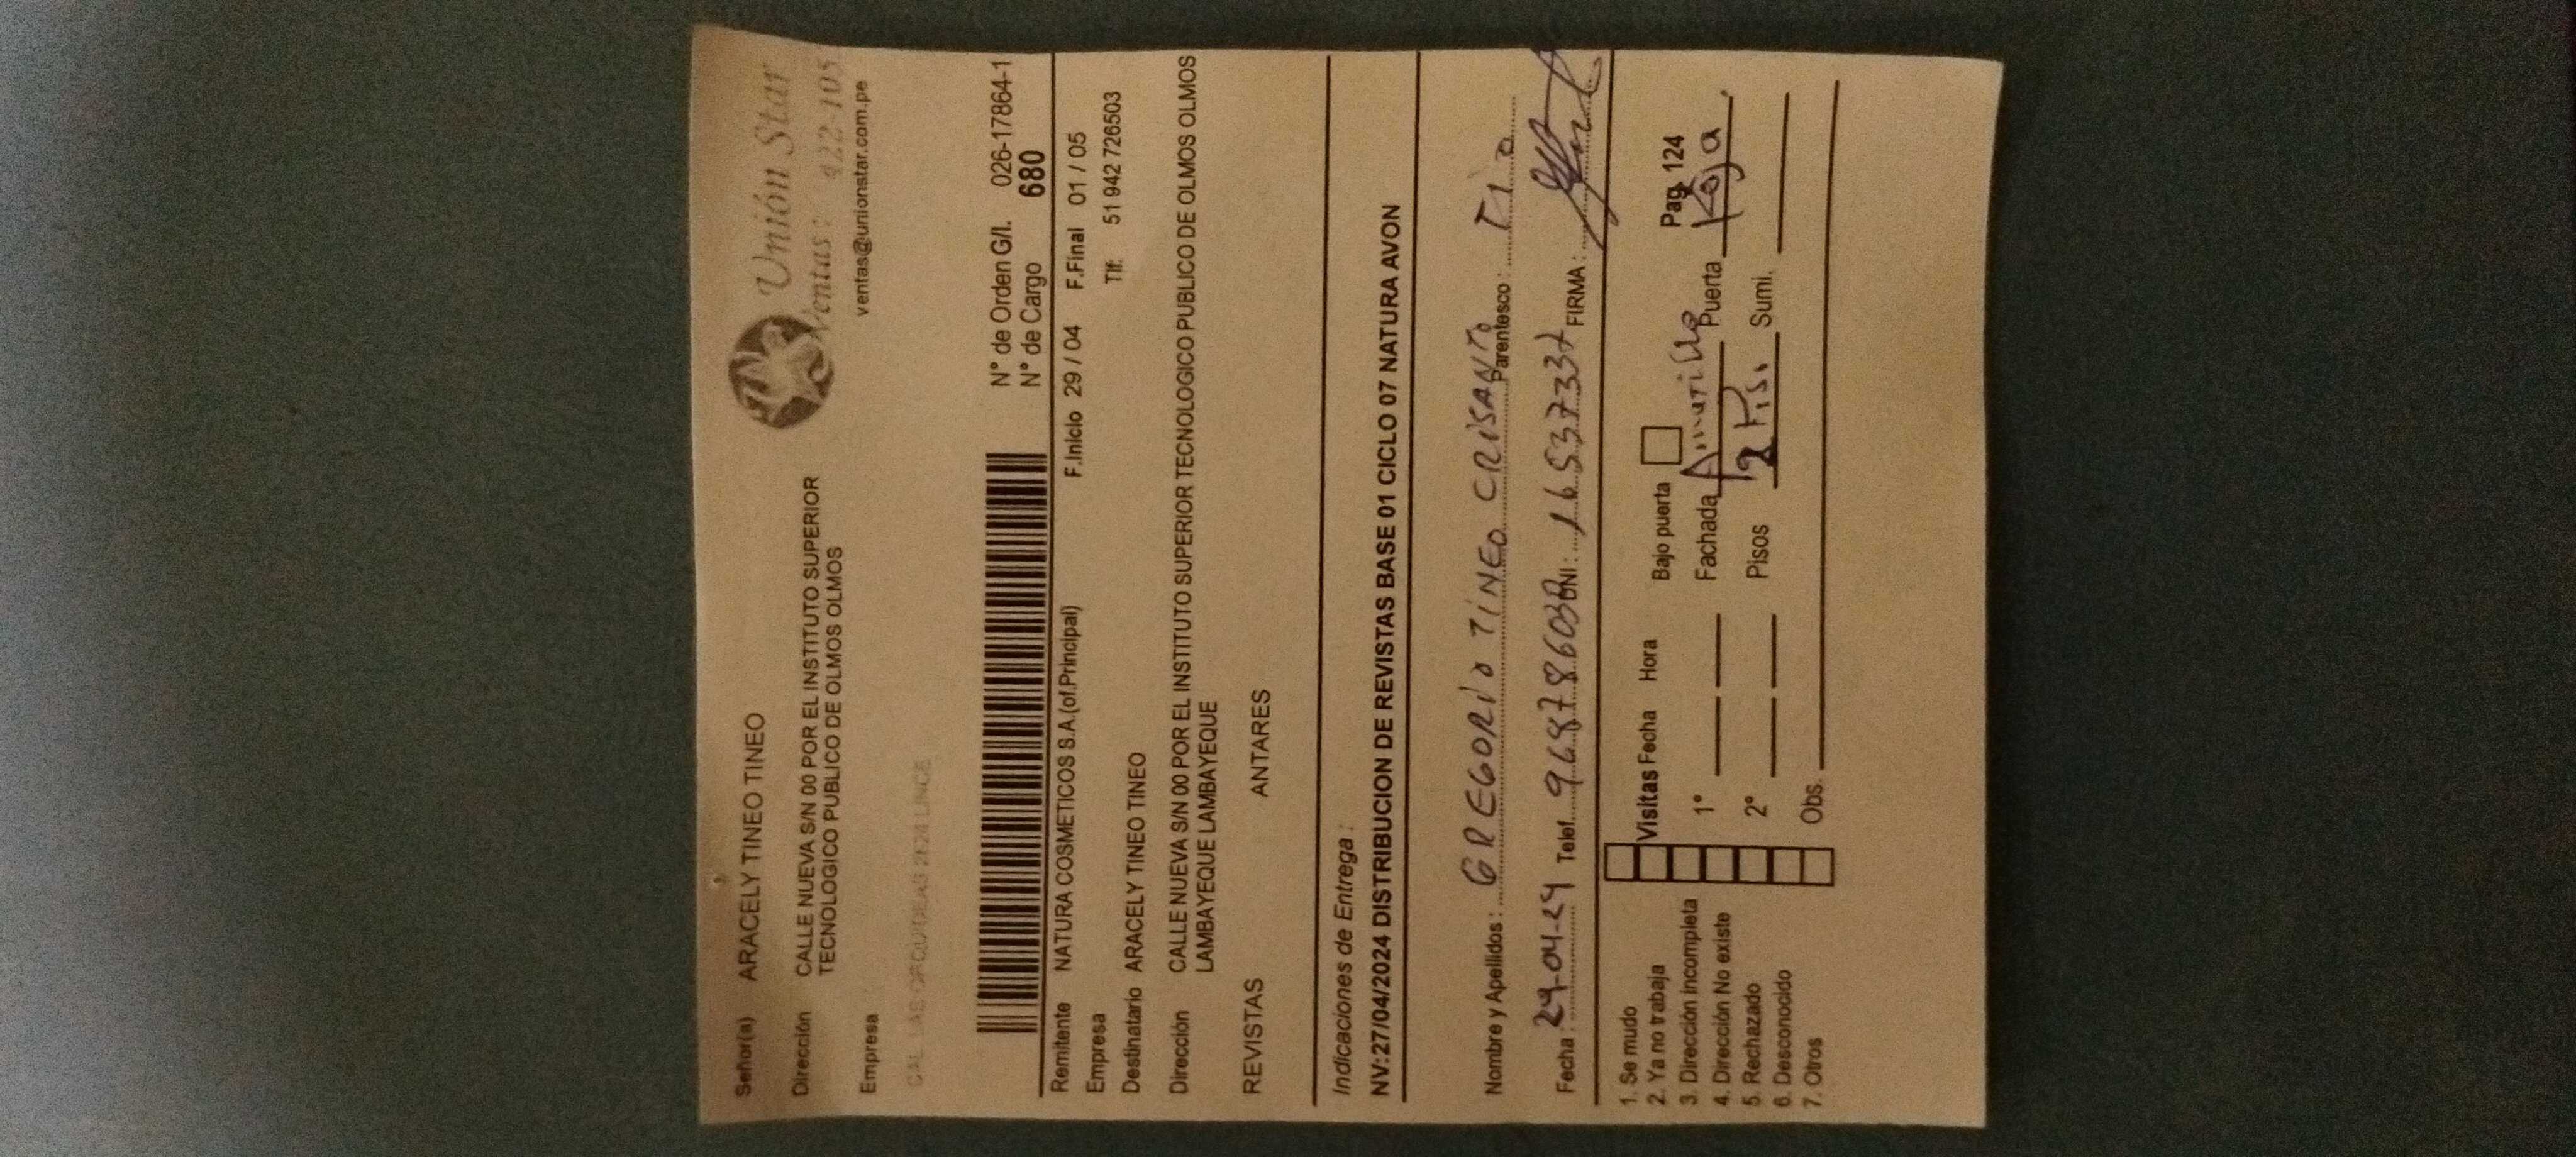 Unión Star
Ventas: 422-105
ventas@unionstar.com.pe
Señor(a) ARACELY TINEO TINEO
Dirección CALLE NUEVA S/N 00 POR EL INSTITUTO SUPERIOR
TECNOLOGICO PUBLICO DE OLMOS OLMOS
Empresa
CAL. LAS ORQUIDEAS 2624 LINCE
N° de Orden G/I. 026-17864-1
N° de Cargo 680
Remitente NATURA COSMETICOS S.A.(of.Principal) F.Inicio 29 / 04 F.Final 01 / 05
Empresa Tlf: 51 942 726503
Destinatario ARACELY TINEO TINEO
Dirección CALLE NUEVA S/N 00 POR EL INSTITUTO SUPERIOR TECNOLOGICO PUBLICO DE OLMOS OLMOS
LAMBAYEQUE LAMBAYEQUE
REVISTAS ANTARES
Indicaciones de Entrega :
NV:27/04/2024 DISTRIBUCION DE REVISTAS BASE 01 CICLO 07 NATURA AVON
Nombre y Apellidos : GREGORIO TINEO CRISANTO Parentesco :
Fecha : 29-04-24 Telef. DNI : 16537337 FIRMA :
1. Se mudo
2. Ya no trabaja
3. Dirección incompleta
4. Dirección No existe
5. Rechazado
6. Desconocido
7. Otros
Visitas Fecha Hora Bajo puerta Pag. 124
1° Fachada Amarillo Puerta Roja
2° Pisos 2 Pis. Sumi.
Obs.